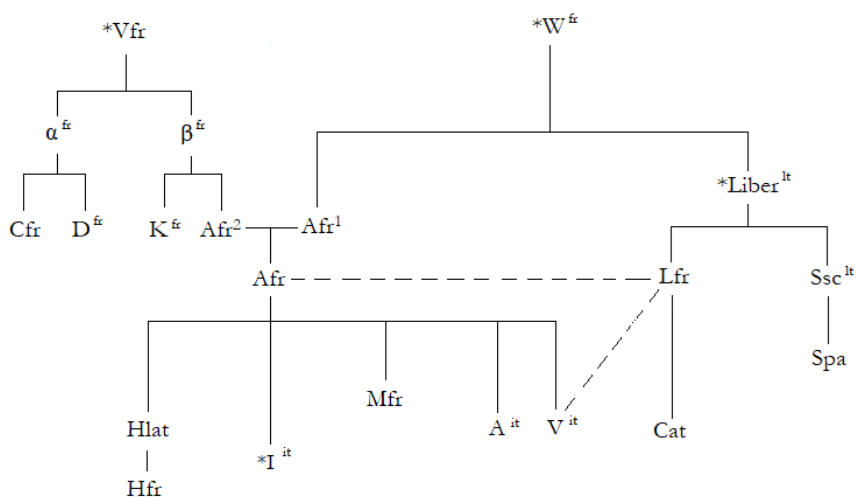 *Vfr *W fr
α fr β fr
*Liber lt
Cfr D fr K fr Afr² Afr¹
Afr Lfr Ssc lt
Spa
Mfr
Hlat A it V it Cat
*I it
Hfr